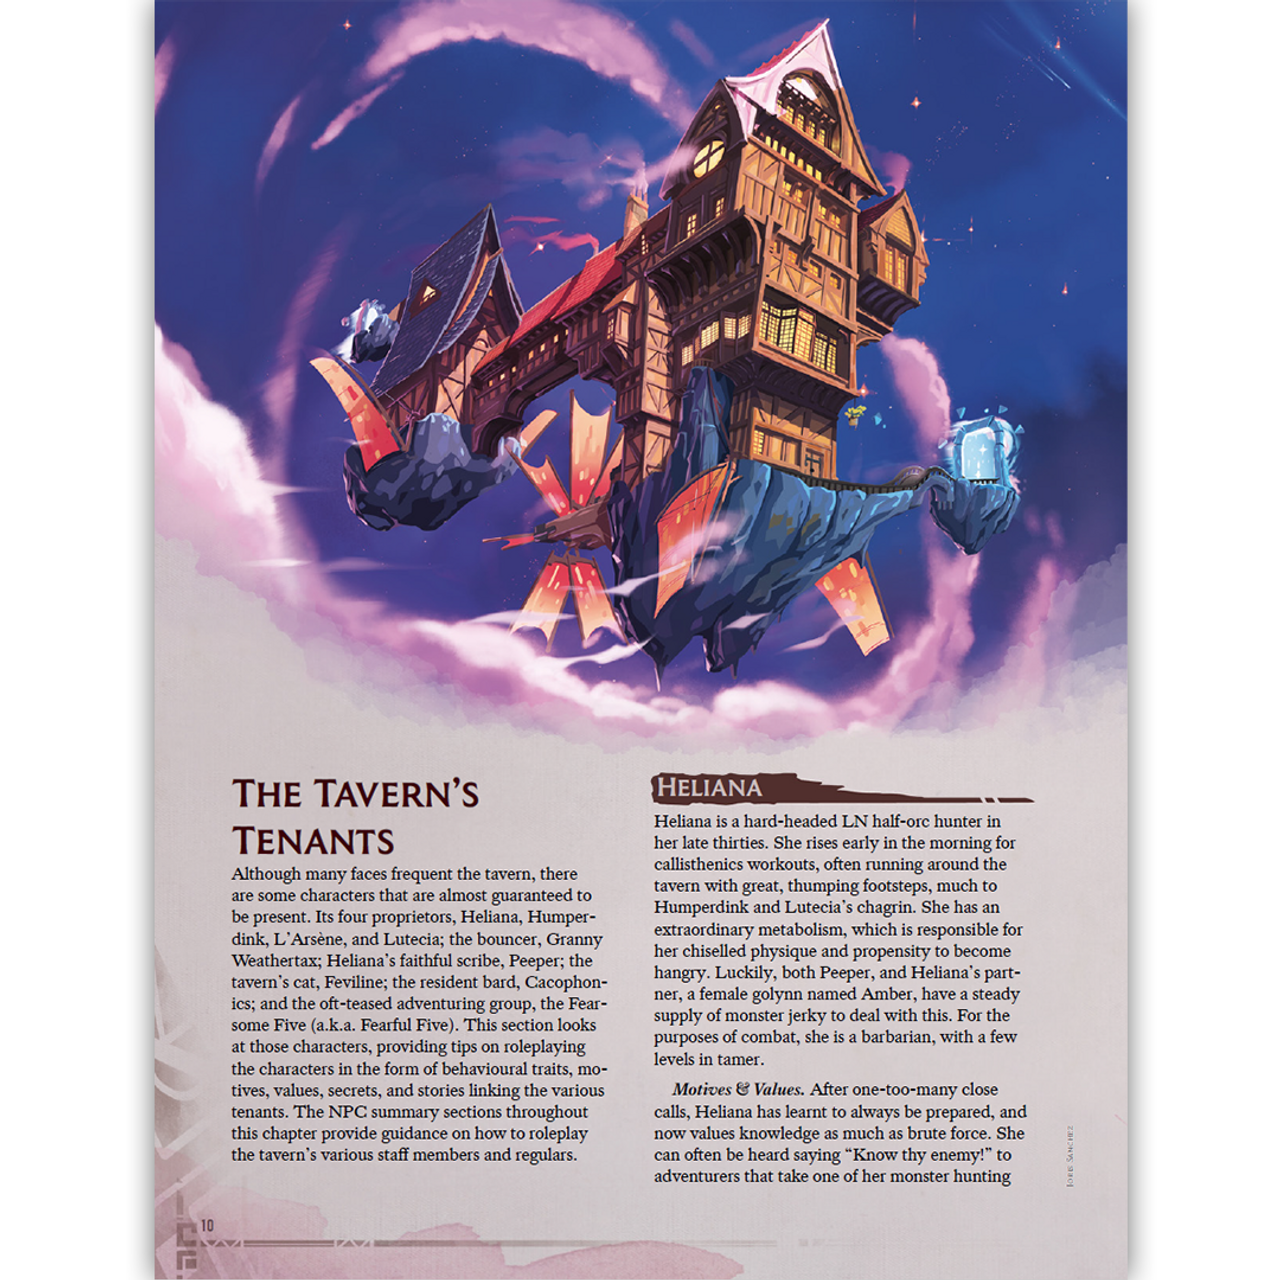 THE TAVERN'S
TENANTS
Although many faces frequent the tavern, there
are some characters that are almost guaranteed to
be present. Its four proprietors, Heliana, Humper-
dink, L'Arsène, and Lutecia; the bouncer, Granny
Weathertax; Heliana's faithful scribe, Peeper; the
tavern's cat, Feviline; the resident bard, Cacophon-
ics; and the oft-teased adventuring group, the Fear-
some Five (a.k.a. Fearful Five). This section looks
at those characters, providing tips on roleplaying
the characters in the form of behavioural traits, mo-
tives, values, secrets, and stories linking the various
tenants. The NPC summary sections throughout
this chapter provide guidance on how to roleplay
the tavern's various staff members and regulars.
HELIANA
Heliana is a hard-headed LN half-orc hunter in
her late thirties. She rises early in the morning for
callisthenics workouts, often running around the
tavern with great, thumping footsteps, much to
Humperdink and Lutecia's chagrin. She has an
extraordinary metabolism, which is responsible for
her chiselled physique and propensity to become
hangry. Luckily, both Peeper, and Heliana's part-
ner, a female golynn named Amber, have a steady
supply of monster jerky to deal with this. For the
purposes of combat, she is a barbarian, with a few
levels in tamer.
Motives & Values. After one-too-many close
calls, Heliana has learnt to always be prepared, and
now values knowledge as much as brute force. She
can often be heard saying “Know thy enemy!” to
adventurers that take one of her monster hunting
JORIS SANCHEZ
10